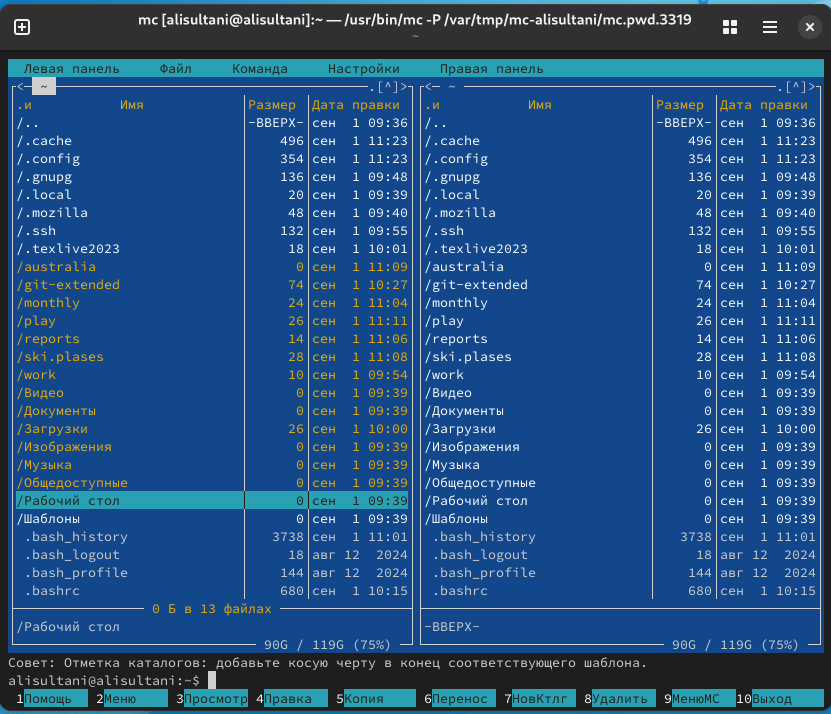 mc [alisultani@alisultani]:~ — /usr/bin/mc -P /var/tmp/mc-alisultani/mc.pwd.3319
~
Левая панель Файл Команда Настройки Правая панель
<— ~ .[^]> <— ~ .[^]>
.и Имя Размер Дата правки .и Имя Размер Дата правки
/.. -ВВЕРХ- сен 1 09:36 /.. -ВВЕРХ- сен 1 09:36
/.cache 496 сен 1 11:23 /.cache 496 сен 1 11:23
/.config 354 сен 1 11:23 /.config 354 сен 1 11:23
/.gnupg 136 сен 1 09:48 /.gnupg 136 сен 1 09:48
/.local 20 сен 1 09:39 /.local 20 сен 1 09:39
/.mozilla 48 сен 1 09:40 /.mozilla 48 сен 1 09:40
/.ssh 132 сен 1 09:55 /.ssh 132 сен 1 09:55
/.texlive2023 18 сен 1 10:01 /.texlive2023 18 сен 1 10:01
/australia 0 сен 1 11:09 /australia 0 сен 1 11:09
/git-extended 74 сен 1 10:27 /git-extended 74 сен 1 10:27
/monthly 24 сен 1 11:04 /monthly 24 сен 1 11:04
/play 26 сен 1 11:11 /play 26 сен 1 11:11
/reports 14 сен 1 11:06 /reports 14 сен 1 11:06
/ski.plases 28 сен 1 11:08 /ski.plases 28 сен 1 11:08
/work 10 сен 1 09:54 /work 10 сен 1 09:54
/Видео 0 сен 1 09:39 /Видео 0 сен 1 09:39
/Документы 0 сен 1 09:39 /Документы 0 сен 1 09:39
/Загрузки 26 сен 1 10:00 /Загрузки 26 сен 1 10:00
/Изображения 0 сен 1 09:39 /Изображения 0 сен 1 09:39
/Музыка 0 сен 1 09:39 /Музыка 0 сен 1 09:39
/Общедоступные 0 сен 1 09:39 /Общедоступные 0 сен 1 09:39
/Рабочий стол 0 сен 1 09:39 /Рабочий стол 0 сен 1 09:39
/Шаблоны 0 сен 1 09:39 /Шаблоны 0 сен 1 09:39
.bash_history 3738 сен 1 11:01 .bash_history 3738 сен 1 11:01
.bash_logout 18 авг 12 2024 .bash_logout 18 авг 12 2024
.bash_profile 144 авг 12 2024 .bash_profile 144 авг 12 2024
.bashrc 680 сен 1 10:15 .bashrc 680 сен 1 10:15
0 Б в 13 файлах
/Рабочий стол -ВВЕРХ-
90G / 119G (75%) 90G / 119G (75%)
Совет: Отметка каталогов: добавьте косую черту в конец соответствующего шаблона.
alisultani@alisultani:~$
1Помощь 2Меню 3Просмотр 4Правка 5Копия 6Перенос 7НовКтлг 8Удалить 9МенюМС 10Выход